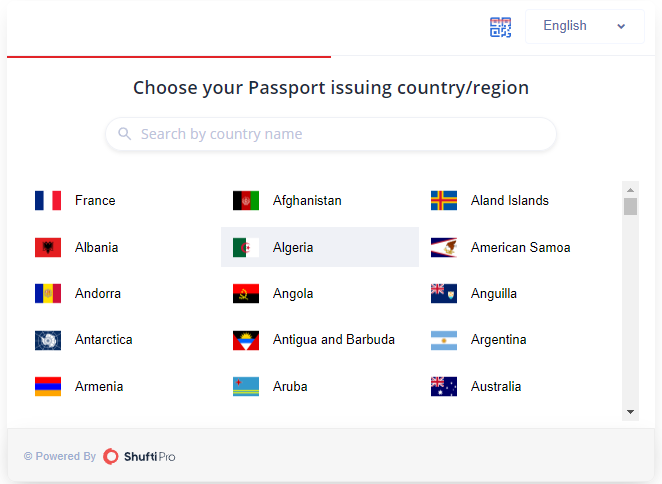 English
Choose your Passport issuing country/region
Search by country name
France Afghanistan Aland Islands
Albania Algeria American Samoa
Andorra Angola Anguilla
Antarctica Antigua and Barbuda Argentina
Armenia Aruba Australia
© Powered By ShuftiPro